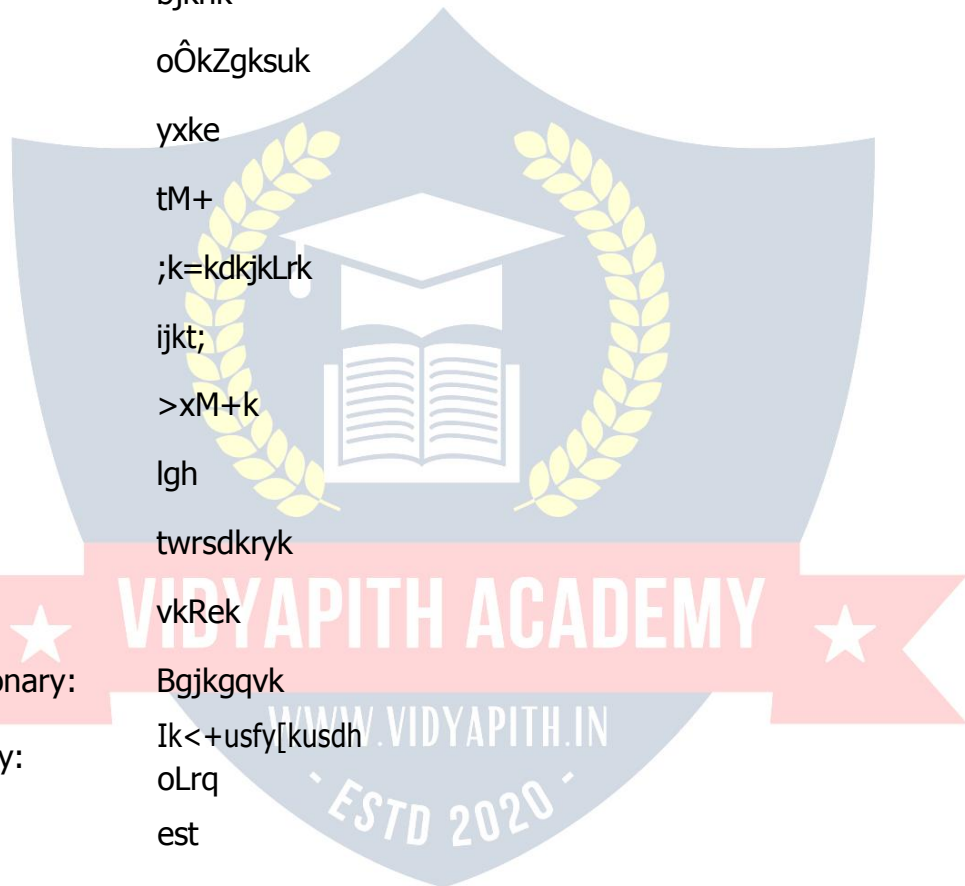 oÔkZgksuk
yxke
tM+
;k=kdkjkLrk
ijkt;
>xM+k
lgh
twrsdkryk
vkRek
VIDYAPITH ACADEMY
onary: Bgjkgqvk
WWW.VIDYAPITH.IN
y: Ik<+usfy[kusdh
oLrq
ESTD 2020
est